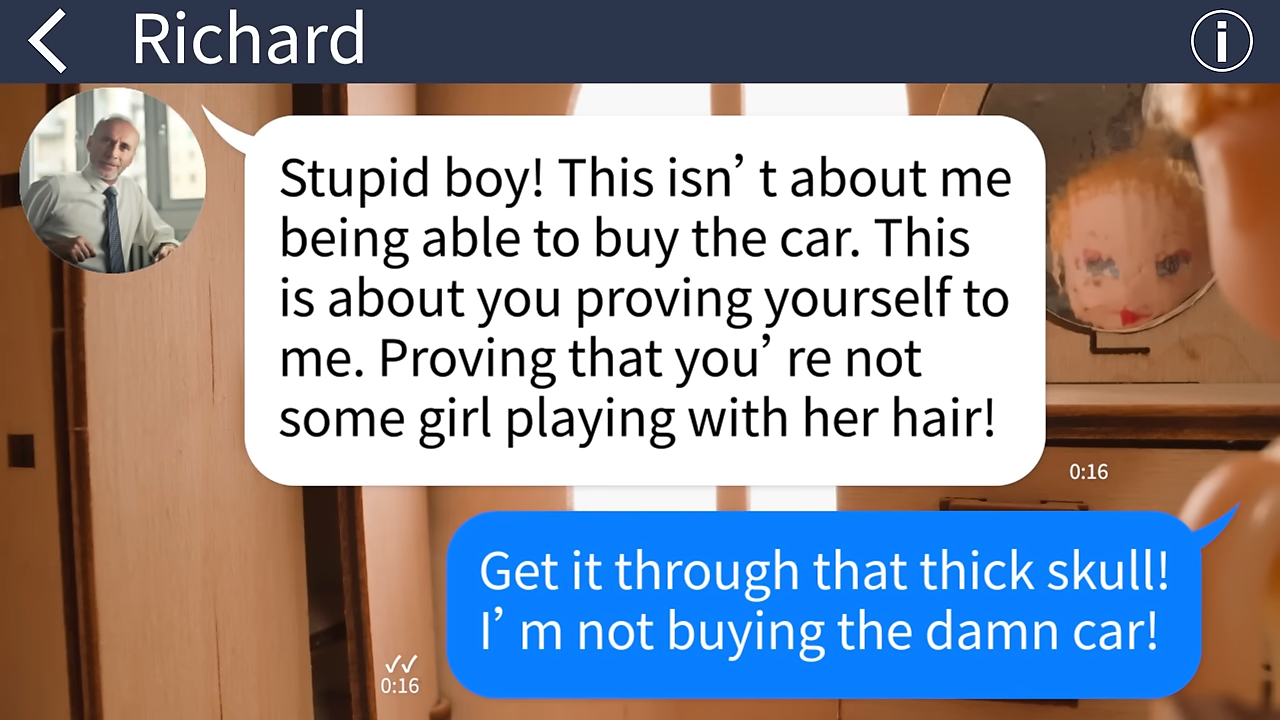 Richard
Stupid boy! This isn’ t about me
being able to buy the car. This
is about you proving yourself to
me. Proving that you’ re not
some girl playing with her hair!
0:16
Get it through that thick skull!
I’ m not buying the damn car!
0:16